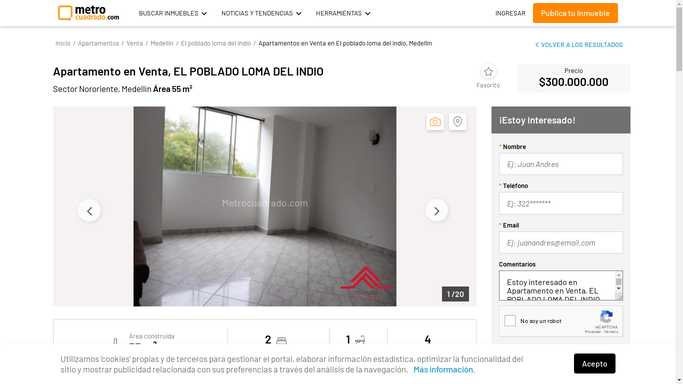 metro cuadrado.com
BUSCAR INMUEBLES
NOTICIAS Y TENDENCIAS
HERRAMIENTAS
INGRESAR
Publica tu Inmueble
Inicio / Apartamentos / Venta / Medellín / El poblado loma del indio / Apartamentos en Venta en El poblado loma del indio, Medellín
VOLVER A LOS RESULTADOS
Apartamento en Venta, EL POBLADO LOMA DEL INDIO
Sector Nororiente, Medellín Área 55 m²
Favorito
Precio
$300.000.000
Metrocuadrado.com
1 / 20
¡Estoy Interesado!
* Nombre
Ej: Juan Andres
* Teléfono
Ej: 322*******
* Email
Ej: juanandres@email.com
Comentarios
Estoy interesado en
Apartamento en Venta, EL
POBLADO LOMA DEL INDIO
No soy un robot
reCAPTCHA
Privacidad - Términos
Área construida
2
1
4
Utilizamos 'cookies' propias y de terceros para gestionar el portal, elaborar información estadística, optimizar la funcionalidad del
sitio y mostrar publicidad relacionada con sus preferencias a través del análisis de la navegación. Más información.
Acepto